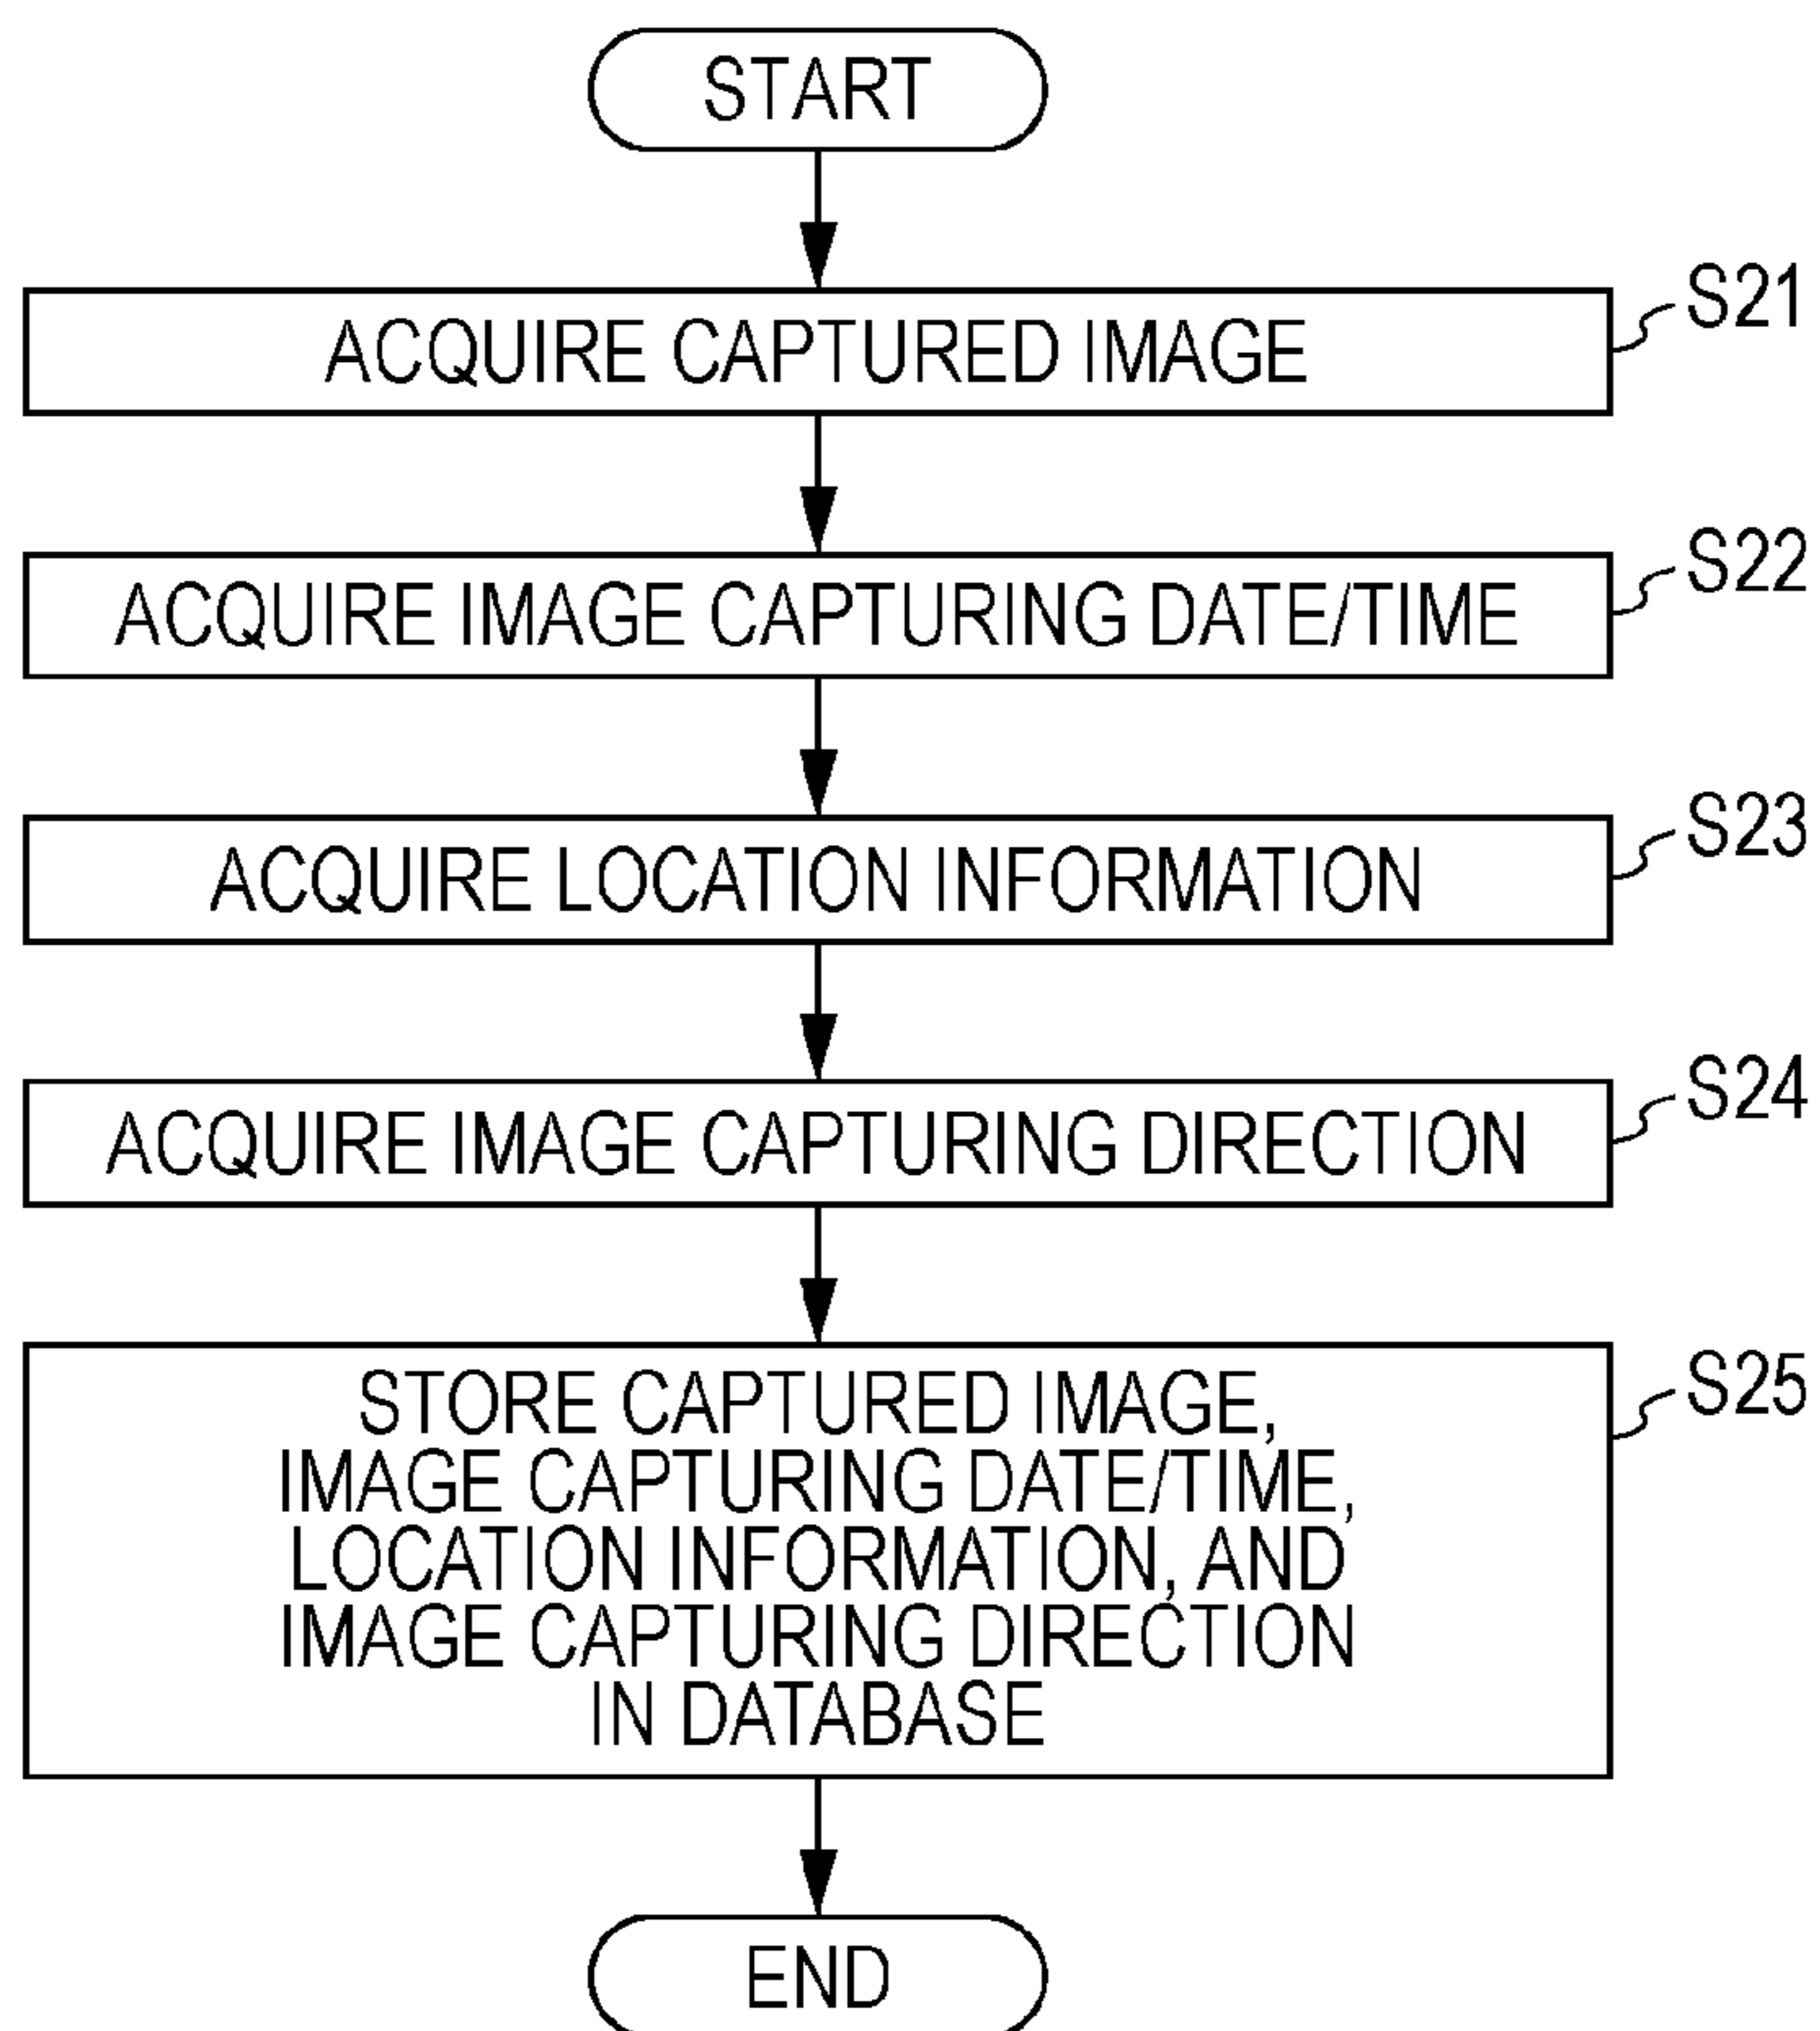 START
ACQUIRE CAPTURED IMAGE
S21
ACQUIRE IMAGE CAPTURING DATE/TIME
S22
ACQUIRE LOCATION INFORMATION
S23
ACQUIRE IMAGE CAPTURING DIRECTION
S24
STORE CAPTURED IMAGE,
IMAGE CAPTURING DATE/TIME,
LOCATION INFORMATION, AND
IMAGE CAPTURING DIRECTION
IN DATABASE
S25
END